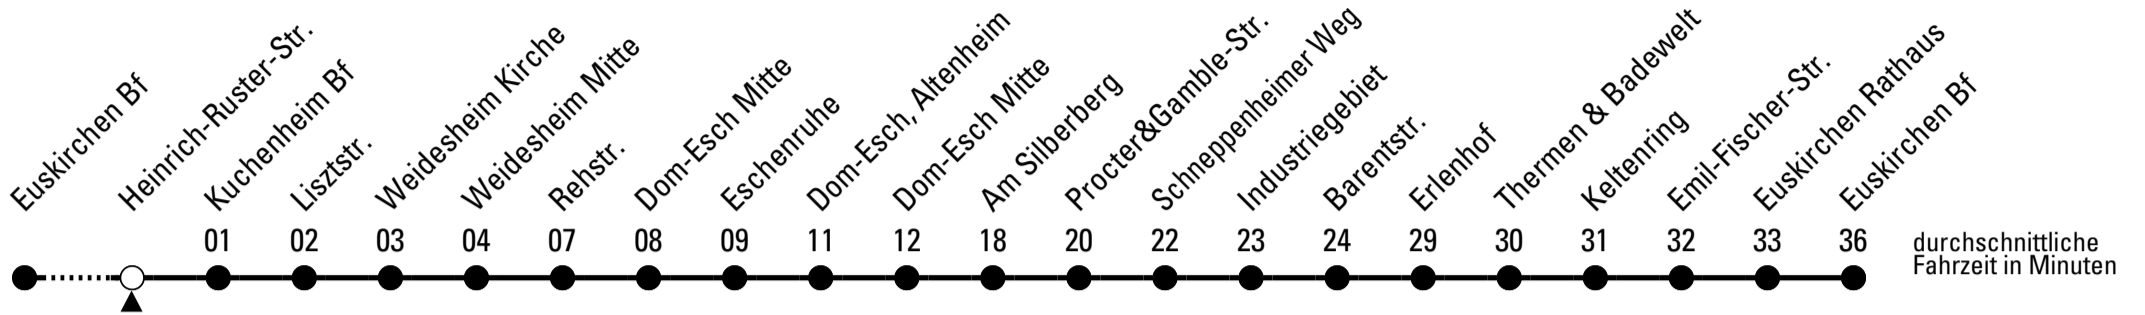 Euskirchen Bf
Heinrich-Ruster-Str.
Kuchenheim Bf
Lisztstr.
Weidesheim Kirche
Weidesheim Mitte
Rehstr.
Dom-Esch Mitte
Eschenruhe
Dom-Esch, Altenheim
Dom-Esch Mitte
Am Silberberg
Procter&Gamble-Str.
Schneppenheimer Weg
Industriegebiet
Barentstr.
Erlenhof
Thermen & Badewelt
Keltenring
Emil-Fischer-Str.
Euskirchen Rathaus
Euskirchen Bf
01 02 03 04 07 08 09 11 12 18 20 22 23 24 29 30 31 32 33 36
durchschnittliche
Fahrzeit in Minuten